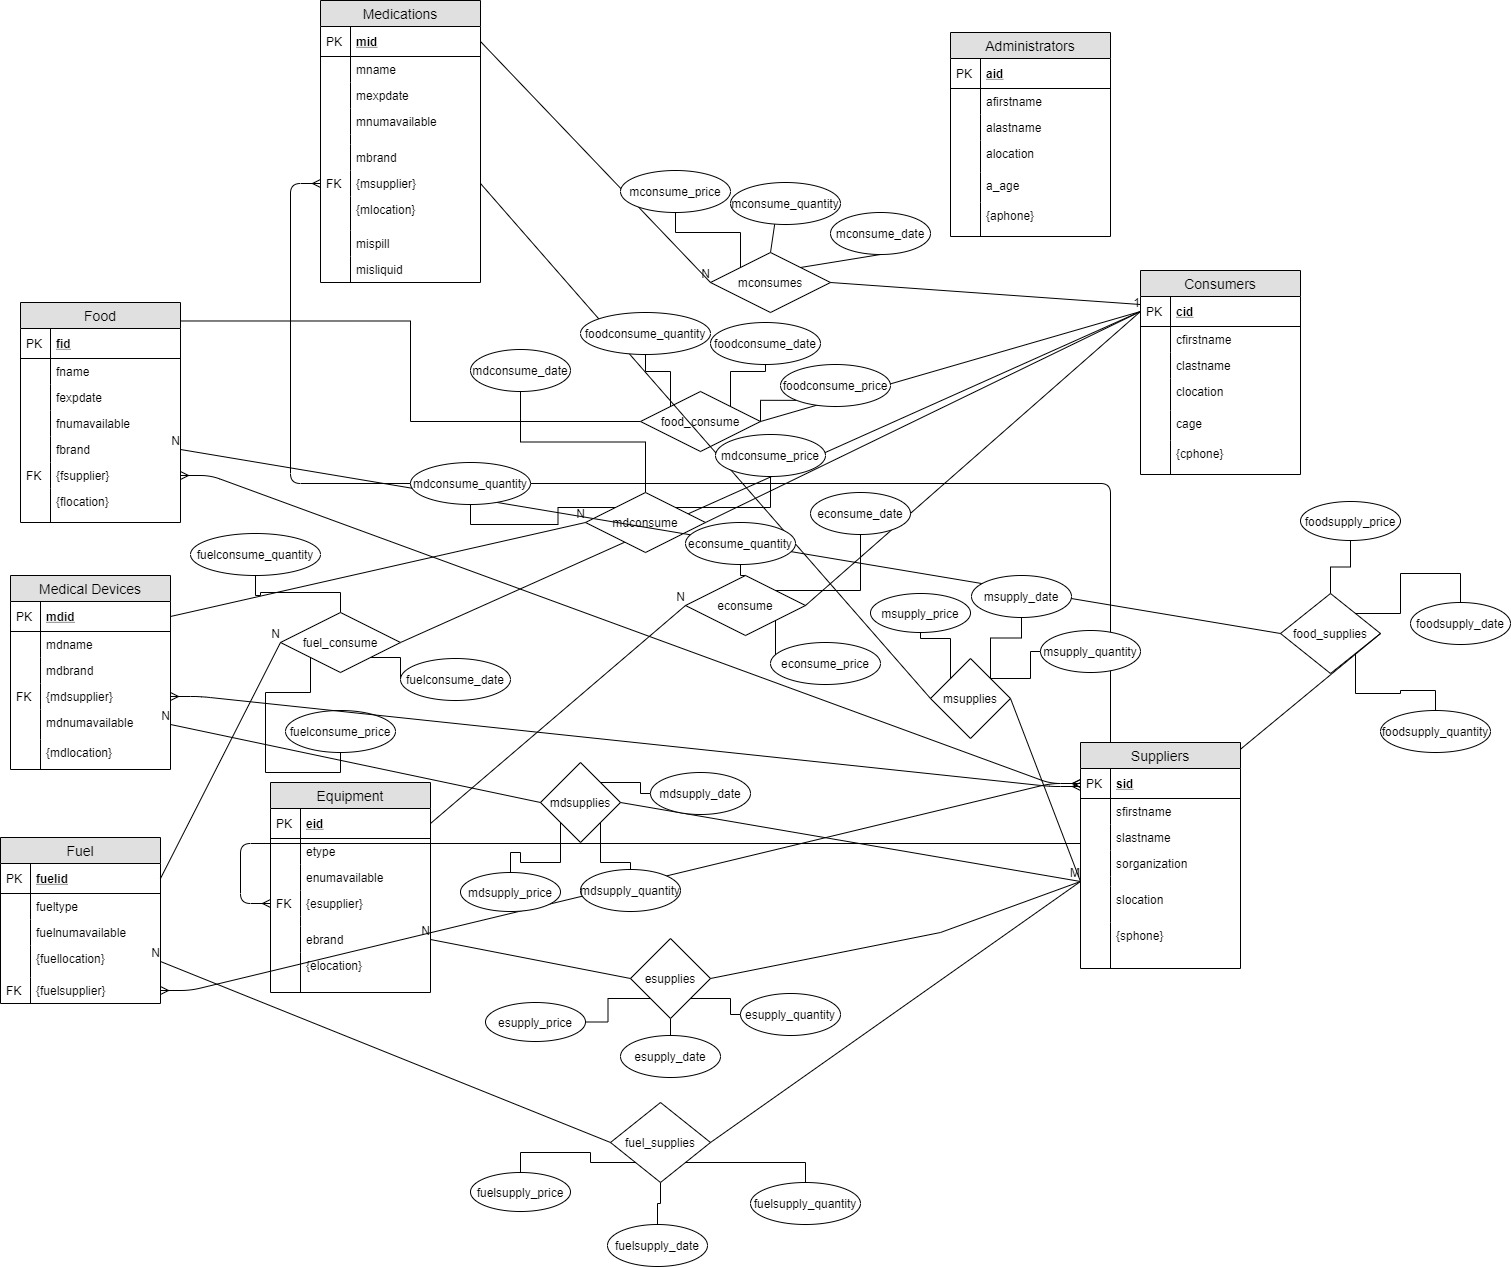 Medications
PK mid
mname
mexpdate
mnumavailable
mbrand
FK {msupplier}
{mlocation}
mispill
misliquid
Administrators
PK aid
afirstname
alastname
alocation
a_age
{aphone}
mconsume_price
mconsume_quantity
mconsume_date
N
mconsumes
1
Consumers
PK cid
cfirstname
clastname
clocation
cage
{cphone}
Food
PK fid
fname
fexpdate
fnumavailable
fbrand
N
FK {fsupplier}
{flocation}
foodconsume_quantity
foodconsume_date
foodconsume_price
food_consume
mdconsume_date
mdconsume_price
mdconsume_quantity
N
mdconsume
econsume_date
econsume_quantity
N
econsume
econsume_price
fuelconsume_quantity
N
fuel_consume
fuelconsume_date
fuelconsume_price
Medical Devices
PK mdid
mdname
mdbrand
FK {mdsupplier}
N
mdnumavailable
{mdlocation}
msupply_date
msupply_price
msupply_quantity
msupplies
foodsupply_price
foodsupply_date
food_supplies
foodsupply_quantity
Suppliers
PK sid
sfirstname
slastname
sorganization
M
slocation
{sphone}
mdsupplies
mdsupply_date
mdsupply_price
mdsupply_quantity
Equipment
PK eid
etype
enumavailable
FK {esupplier}
N
ebrand
{elocation}
Fuel
PK fuelid
fueltype
fuelnumavailable
N
{fuellocation}
FK {fuelsupplier}
esupplies
esupply_price
esupply_quantity
esupply_date
fuel_supplies
fuelsupply_price
fuelsupply_quantity
fuelsupply_date